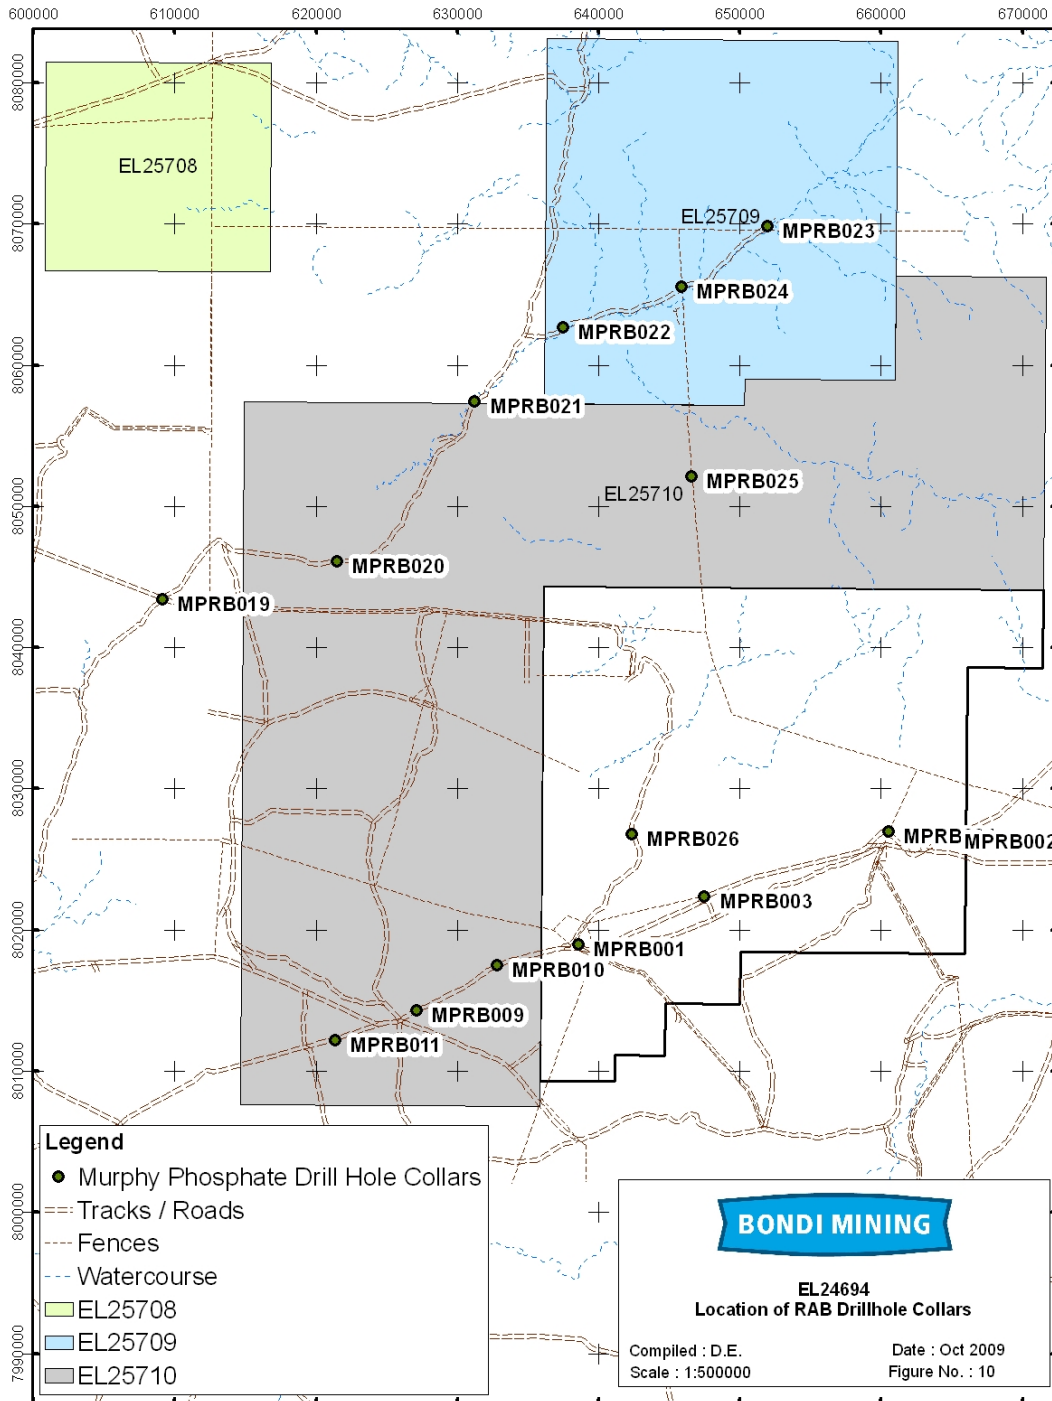 600000 610000 620000 630000 640000 650000 660000 670000
8080000
8070000
8060000
8050000
8040000
8030000
8020000
8010000
8000000
7990000
EL25708
EL25709
MPRB023
MPRB024
MPRB022
MPRB021
MPRB025
EL25710
MPRB020
MPRB019
MPRB026
MPRB MPRB002
MPRB003
MPRB001
MPRB010
MPRB009
MPRB011
Legend
Murphy Phosphate Drill Hole Collars
Tracks / Roads
Fences
Watercourse
EL25708
EL25709
EL25710
BONDI MINING
EL24694
Location of RAB Drillhole Collars
Compiled : D.E. Date : Oct 2009
Scale : 1:500000 Figure No. : 10